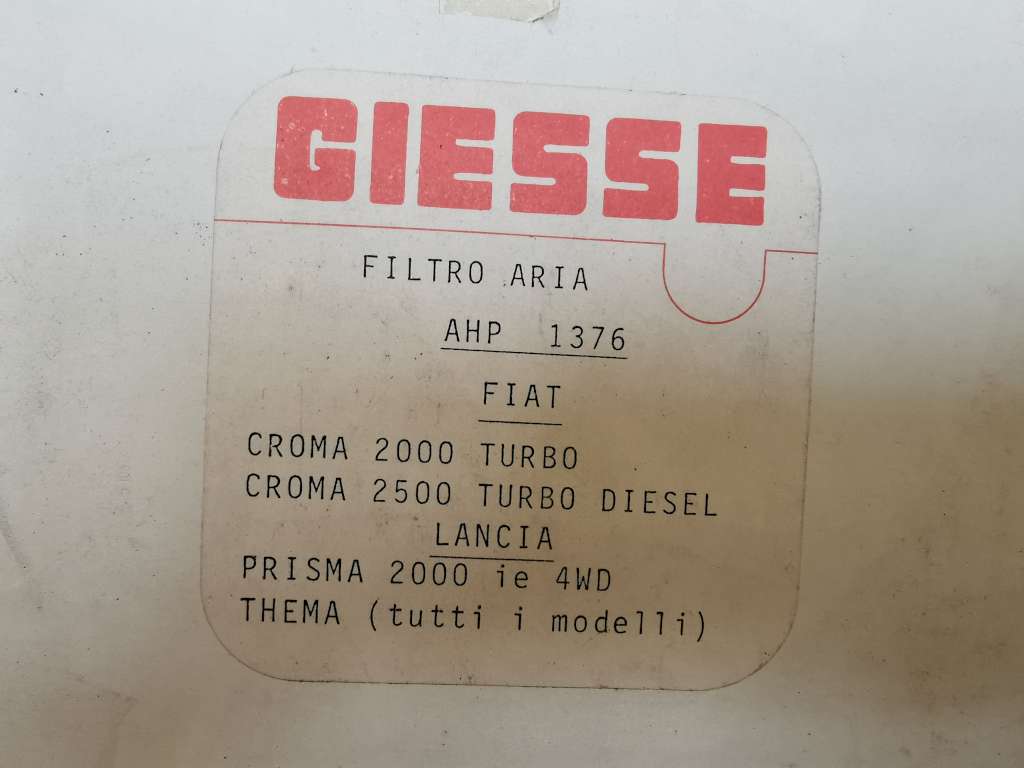 GIESSE
FILTRO ARIA
AHP 1376
FIAT
CROMA 2000 TURBO
CROMA 2500 TURBO DIESEL
LANCIA
PRISMA 2000 ie 4WD
THEMA (tutti i modelli)